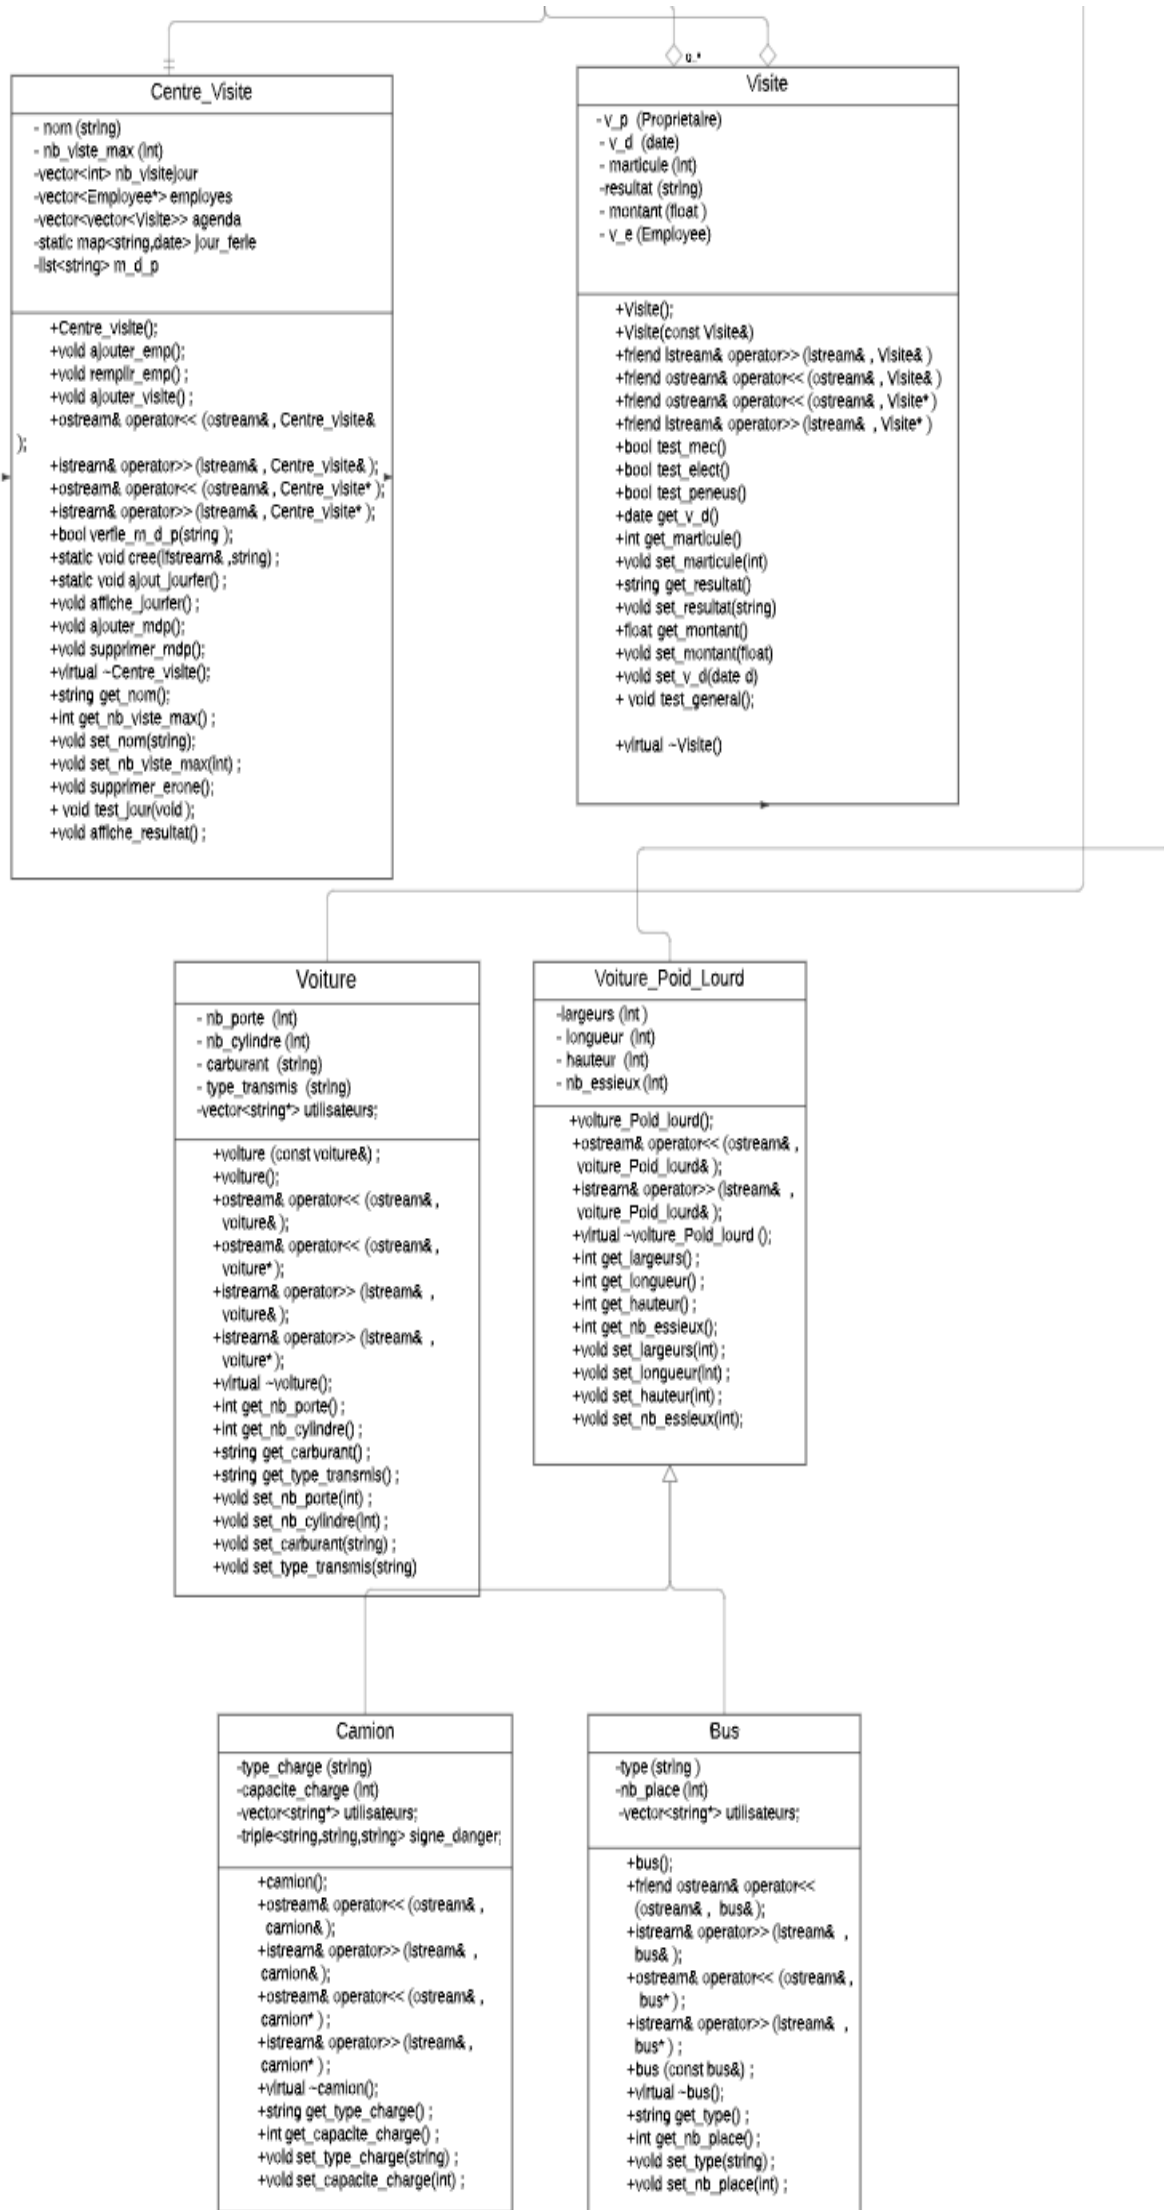 0..*
Centre_Visite
- nom (string)
- nb_viste_max (int)
-vector<int> nb_visitejour
-vector<Employee*> employes
-vector<vector<Visite>> agenda
-static map<string,date> jour_ferie
-list<string> m_d_p
+Centre_visite();
+void ajouter_emp();
+void remplir_emp() ;
+void ajouter_visite() ;
+ostream& operator<< (ostream& , Centre_visite&
);
+istream& operator>> (istream& , Centre_visite& );
+ostream& operator<< (ostream& , Centre_visite* );
+istream& operator>> (istream& , Centre_visite* );
+bool verfie_m_d_p(string );
+static void cree(ifstream& ,string) ;
+static void ajout_jourfer() ;
+void affiche_jourfer() ;
+void ajouter_mdp();
+void supprimer_mdp();
+virtual ~Centre_visite();
+string get_nom();
+int get_nb_viste_max() ;
+void set_nom(string);
+void set_nb_viste_max(int) ;
+void supprimer_erone();
+ void test_jour(void );
+void affiche_resultat() ;
Visite
- v_p (Proprietaire)
- v_d (date)
- marticule (int)
-resultat (string)
- montant (float )
- v_e (Employee)
+Visite();
+Visite(const Visite&)
+friend istream& operator>> (istream& , Visite& )
+friend ostream& operator<< (ostream& , Visite& )
+friend ostream& operator<< (ostream& , Visite* )
+friend istream& operator>> (istream& , Visite* )
+bool test_mec()
+bool test_elect()
+bool test_peneus()
+date get_v_d()
+int get_marticule()
+void set_marticule(int)
+string get_resultat()
+void set_resultat(string)
+float get_montant()
+void set_montant(float)
+void set_v_d(date d)
+ void test_general();
+virtual ~Visite()
Voiture
- nb_porte (int)
- nb_cylindre (int)
- carburant (string)
- type_transmis (string)
-vector<string*> utilisateurs;
+voiture (const voiture&) ;
+voiture();
+ostream& operator<< (ostream& ,
voiture& );
+ostream& operator<< (ostream& ,
voiture* );
+istream& operator>> (istream& ,
voiture& );
+istream& operator>> (istream& ,
voiture* );
+virtual ~voiture();
+int get_nb_porte() ;
+int get_nb_cylindre() ;
+string get_carburant() ;
+string get_type_transmis() ;
+void set_nb_porte(int) ;
+void set_nb_cylindre(int) ;
+void set_carburant(string) ;
+void set_type_transmis(string)
Voiture_Poid_Lourd
-largeurs (int )
- longueur (int)
- hauteur (int)
- nb_essieux (int)
+voiture_Poid_lourd();
+ostream& operator<< (ostream& ,
voiture_Poid_lourd& );
+istream& operator>> (istream& ,
voiture_Poid_lourd& );
+virtual ~voiture_Poid_lourd ();
+int get_largeurs() ;
+int get_longueur() ;
+int get_hauteur() ;
+int get_nb_essieux();
+void set_largeurs(int) ;
+void set_longueur(int) ;
+void set_hauteur(int) ;
+void set_nb_essieux(int);
Camion
-type_charge (string)
-capacite_charge (int)
-vector<string*> utilisateurs;
-triple<string,string,string> signe_danger;
+camion();
+ostream& operator<< (ostream& ,
camion& );
+istream& operator>> (istream& ,
camion& );
+ostream& operator<< (ostream& ,
camion* ) ;
+istream& operator>> (istream& ,
camion* ) ;
+virtual ~camion();
+string get_type_charge() ;
+int get_capacite_charge() ;
+void set_type_charge(string) ;
+void set_capacite_charge(int) ;
Bus
-type (string )
-nb_place (int)
-vector<string*> utilisateurs;
+bus();
+friend ostream& operator<<
(ostream& , bus& );
+istream& operator>> (istream& ,
bus& );
+ostream& operator<< (ostream& ,
bus* ) ;
+istream& operator>> (istream& ,
bus* ) ;
+bus (const bus&) ;
+virtual ~bus();
+string get_type() ;
+int get_nb_place() ;
+void set_type(string) ;
+void set_nb_place(int) ;